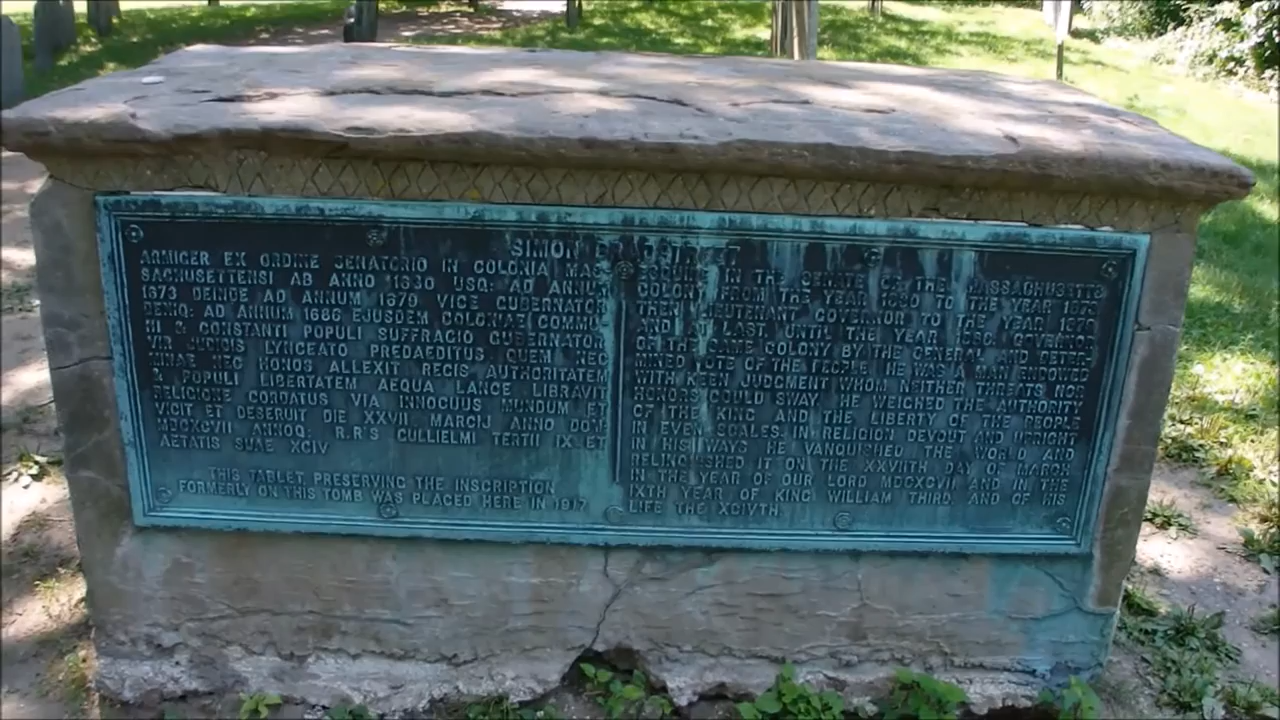 SIMON BRADSTREET
ARMIGER EX ORDINE SENATORIO IN COLONIA MAS-
SACHUSETTENSI AB ANNO 1630 USQ: AD ANNUM
1673 DEINDE AD ANNUM 1679 VICE GUBERNATOR
DENIQ: AD ANNUM 1686 EJUSDEM COLONIAE COMMU-
NI & CONSTANTI POPULI SUFFRAGIO GUBERNATOR
VIR JUDICIS LYNCEATO PREDAEDITUS QUEM NEC
MINAE NEC HONOS ALLEXIT REGIS AUTHORITATEM
& POPULI LIBERTATEM AEQUA LANCE LIBRAVIT
RELIGIONE CORDATUS VIA INNOCUUS MUNDUM ET
VICIT ET DESERUIT DIE XXVII MARCIJ ANNO DOM
MDCXCVII ANNOQ. R.R'S GULLIELMI TERTII IX ET
AETATIS SUAE XCIV
THIS TABLET PRESERVING THE INSCRIPTION
FORMERLY ON THIS TOMB WAS PLACED HERE IN 1917
ESQUIRE IN THE SENATE OF THE MASSACHUSETTS
COLONY FROM THE YEAR 1630 TO THE YEAR 1673
THEN LIEUTENANT GOVERNOR TO THE YEAR 1679
AND AT LAST UNTIL THE YEAR 1686, GOVERNOR
OF THE SAME COLONY BY THE GENERAL AND DETER-
MINED VOTE OF THE PEOPLE. HE WAS A MAN ENDOWED
WITH KEEN JUDGMENT WHOM NEITHER THREATS NOR
HONORS COULD SWAY. HE WEIGHED THE AUTHORITY
OF THE KING AND THE LIBERTY OF THE PEOPLE
IN EVEN SCALES. IN RELIGION DEVOUT AND UPRIGHT
IN HIS WAYS HE VANQUISHED THE WORLD AND
RELINQUISHED IT ON THE XXVIITH DAY OF MARCH
IN THE YEAR OF OUR LORD MDCXCVII AND IN THE
IXTH YEAR OF KING WILLIAM THIRD AND OF HIS
LIFE THE XCIVTH.